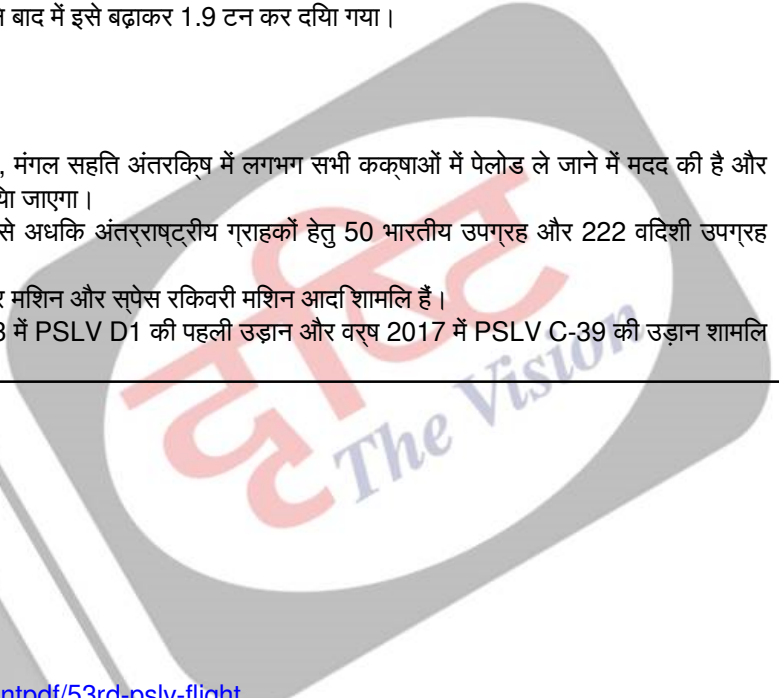 बाद में इसे बढ़ाकर 1.9 टन कर दिया गया।
, मंगल सहित अंतरिक्ष में लगभग सभी कक्षाओं में पेलोड ले जाने में मदद की है और
जाएगा।
से अधिक अंतर्राष्ट्रीय ग्राहकों हेतु 50 भारतीय उपग्रह और 222 विदेशी उपग्रह
मिशन और स्पेस रिकवरी मिशन आदि शामिल हैं।
में PSLV D1 की पहली उड़ान और वर्ष 2017 में PSLV C-39 की उड़ान शामिल
दृष्टि
The Vision
ntpdf/53rd-pslv-flight